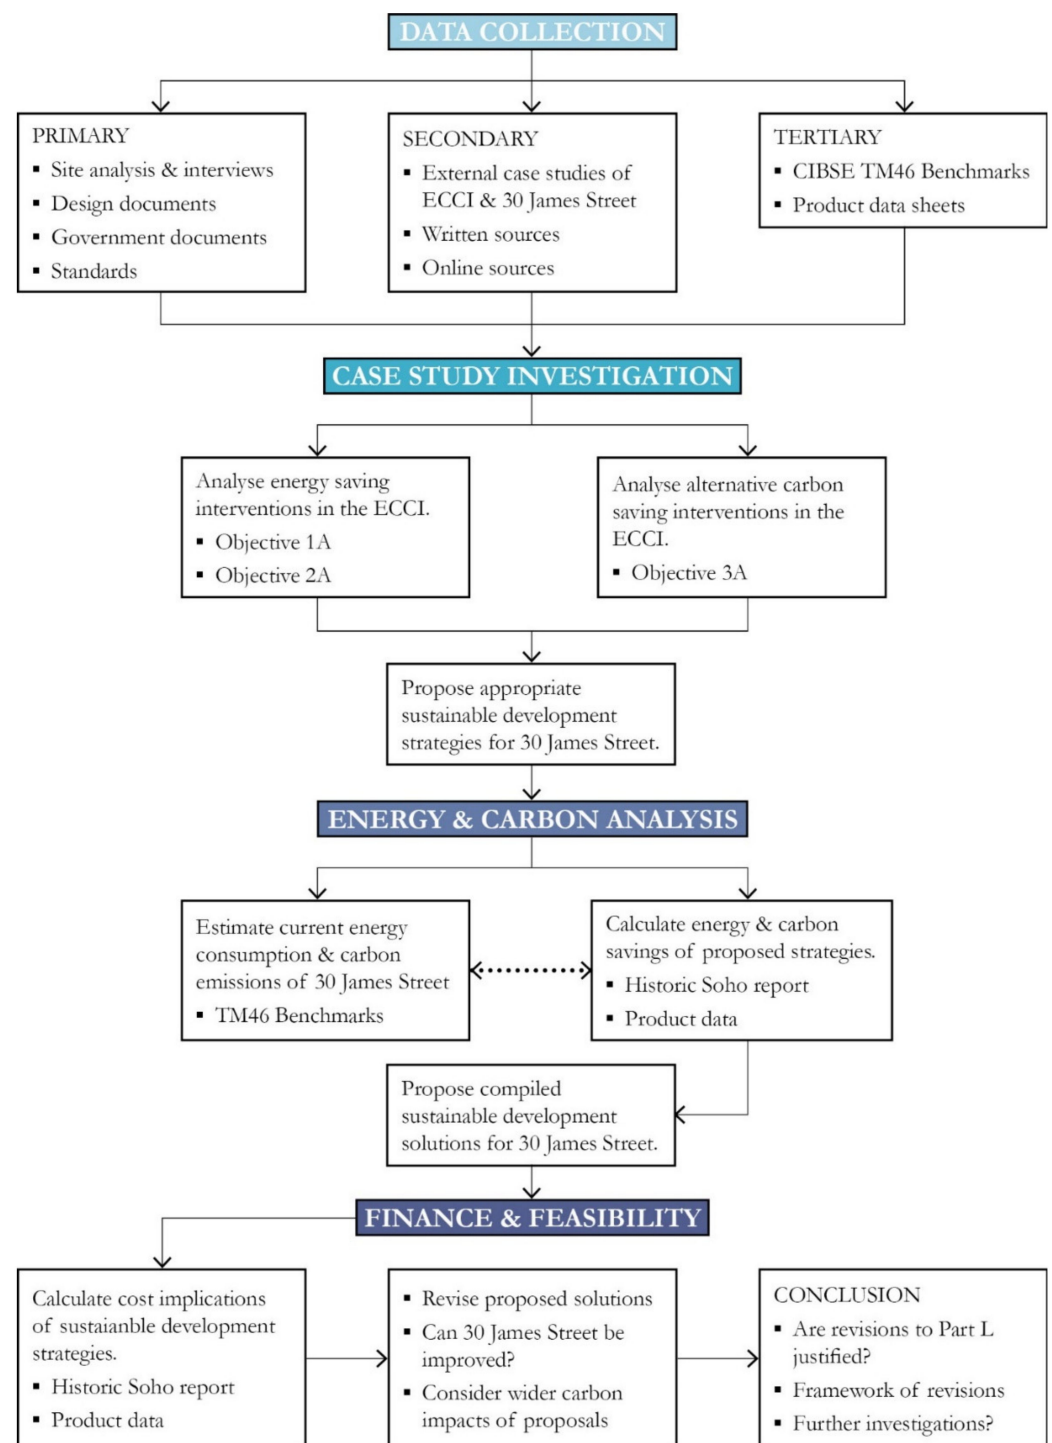 DATA COLLECTION
PRIMARY
▪ Site analysis & interviews
▪ Design documents
▪ Government documents
▪ Standards
SECONDARY
▪ External case studies of
ECCI & 30 James Street
▪ Written sources
▪ Online sources
TERTIARY
▪ CIBSE TM46 Benchmarks
▪ Product data sheets
CASE STUDY INVESTIGATION
Analyse energy saving
interventions in the ECCI.
▪ Objective 1A
▪ Objective 2A
Analyse alternative carbon
saving interventions in the
ECCI.
▪ Objective 3A
Propose appropriate
sustainable development
strategies for 30 James Street.
ENERGY & CARBON ANALYSIS
Estimate current energy
consumption & carbon
emissions of 30 James Street
▪ TM46 Benchmarks
Calculate energy & carbon
savings of proposed strategies.
▪ Historic Soho report
▪ Product data
Propose compiled
sustainable development
solutions for 30 James Street.
FINANCE & FEASIBILITY
Calculate cost implications
of sustaianble development
strategies.
▪ Historic Soho report
▪ Product data
▪ Revise proposed solutions
▪ Can 30 James Street be
improved?
▪ Consider wider carbon
impacts of proposals
CONCLUSION
▪ Are revisions to Part L
justified?
▪ Framework of revisions
▪ Further investigations?